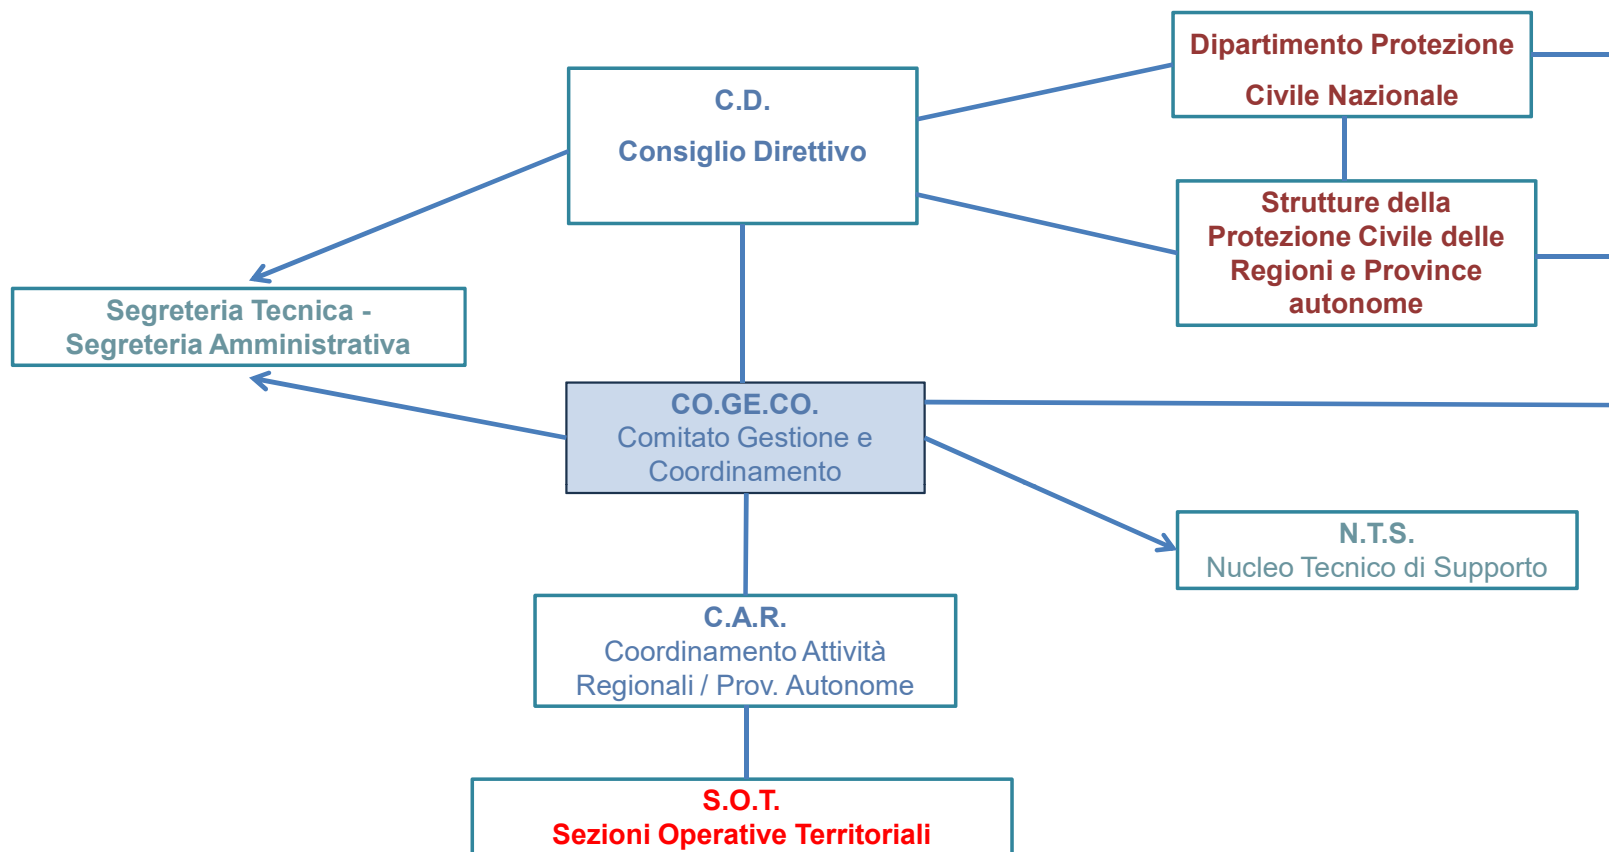 Dipartimento Protezione
Civile Nazionale
C.D.
Consiglio Direttivo
Strutture della
Protezione Civile delle
Regioni e Province
autonome
Segreteria Tecnica -
Segreteria Amministrativa
CO.GE.CO.
Comitato Gestione e
Coordinamento
N.T.S.
Nucleo Tecnico di Supporto
C.A.R.
Coordinamento Attività
Regionali / Prov. Autonome
S.O.T.
Sezioni Operative Territoriali